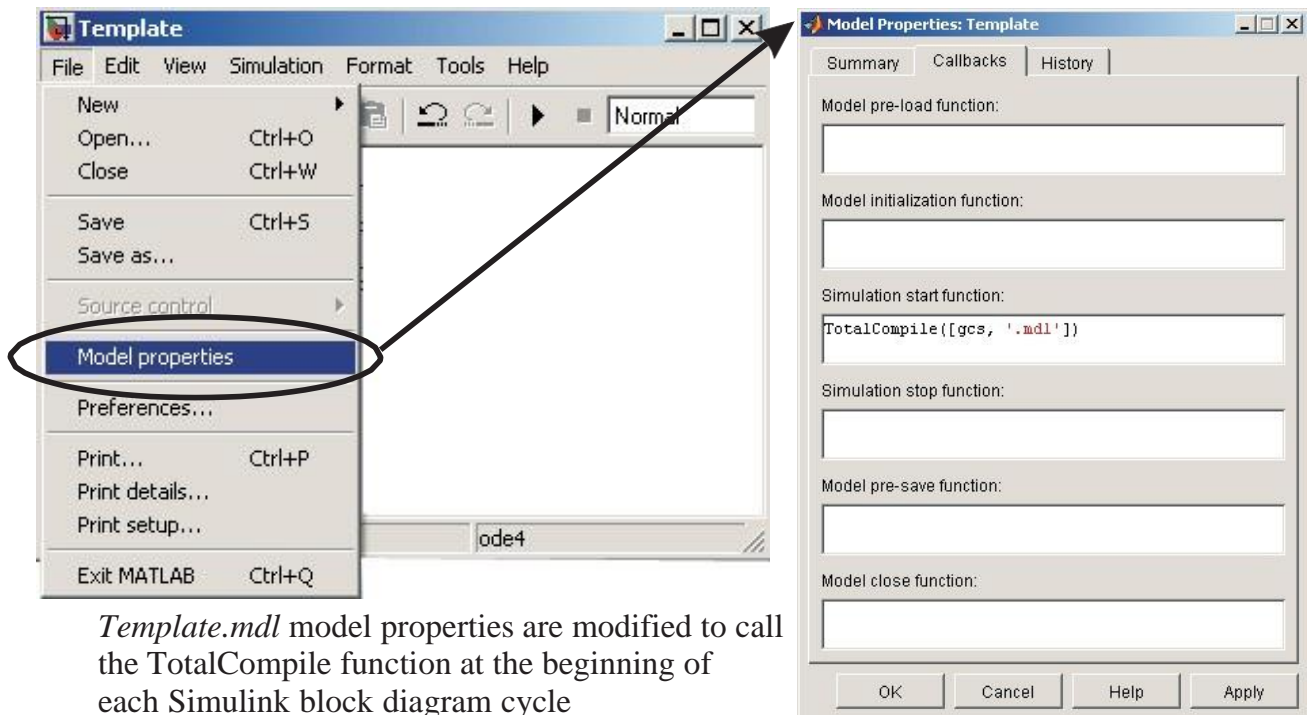 Template
File Edit View Simulation Format Tools Help
Normal
New
Open... Ctrl+O
Close Ctrl+W
Save Ctrl+S
Save as...
Source control
Model properties
Preferences...
Print... Ctrl+P
Print details...
Print setup...
Exit MATLAB Ctrl+Q
ode4
Template.mdl model properties are modified to call
the TotalCompile function at the beginning of
each Simulink block diagram cycle
Model Properties: Template
Summary Callbacks History
Model pre-load function:
Model initialization function:
Simulation start function:
TotalCompile([gcs, '.mdl'])
Simulation stop function:
Model pre-save function:
Model close function:
OK Cancel Help Apply